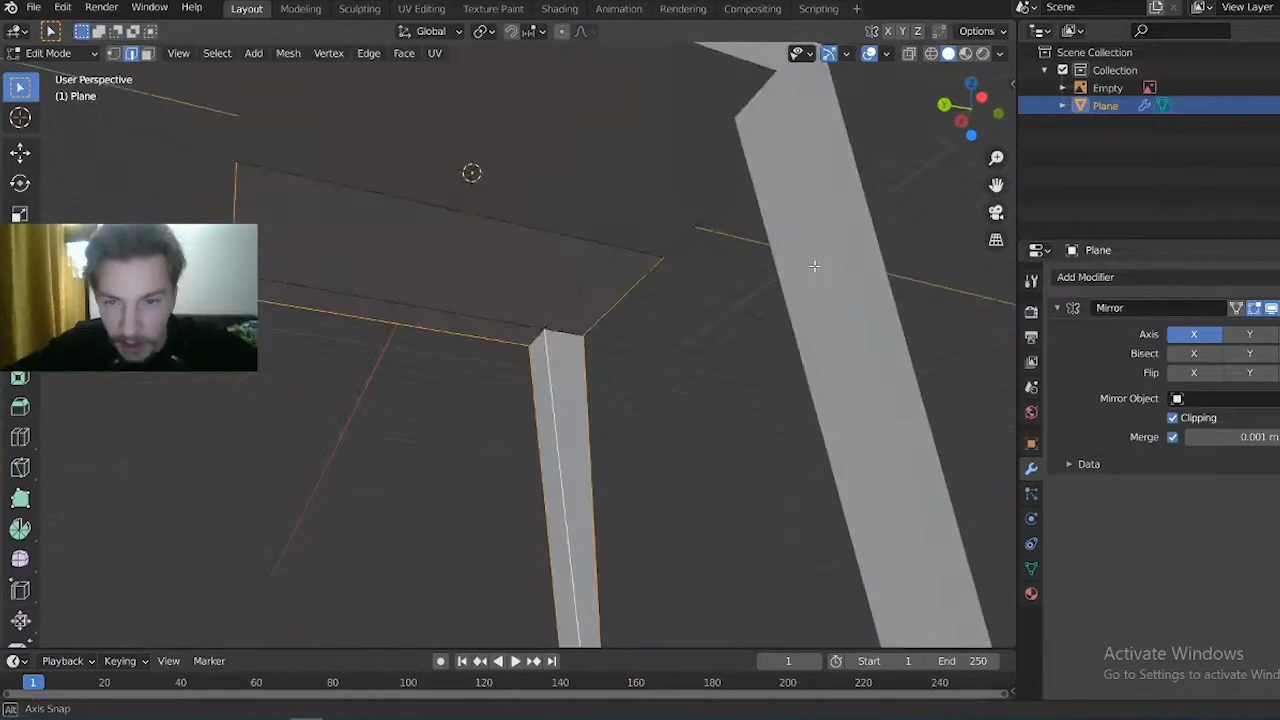 File Edit Render Window Help Layout Modeling Sculpting UV Editing Texture Paint Shading Animation Rendering Compositing Scripting + Scene View Layer
Global X Y Z Options
Edit Mode View Select Add Mesh Vertex Edge Face UV
Scene Collection
Collection
Empty
Plane
User Perspective
(1) Plane
Z
Y
X
Plane
Add Modifier
Mirror
Axis X Y
Bisect X Y
Flip X Y
Mirror Object
Clipping
Merge 0.001 m
Data
Playback Keying View Marker 1 Start 1 End 250
1 20 40 60 80 100 120 140 160 180 200 220 240
Activate Windows
Go to Settings to activate Wind
Alt Axis Snap